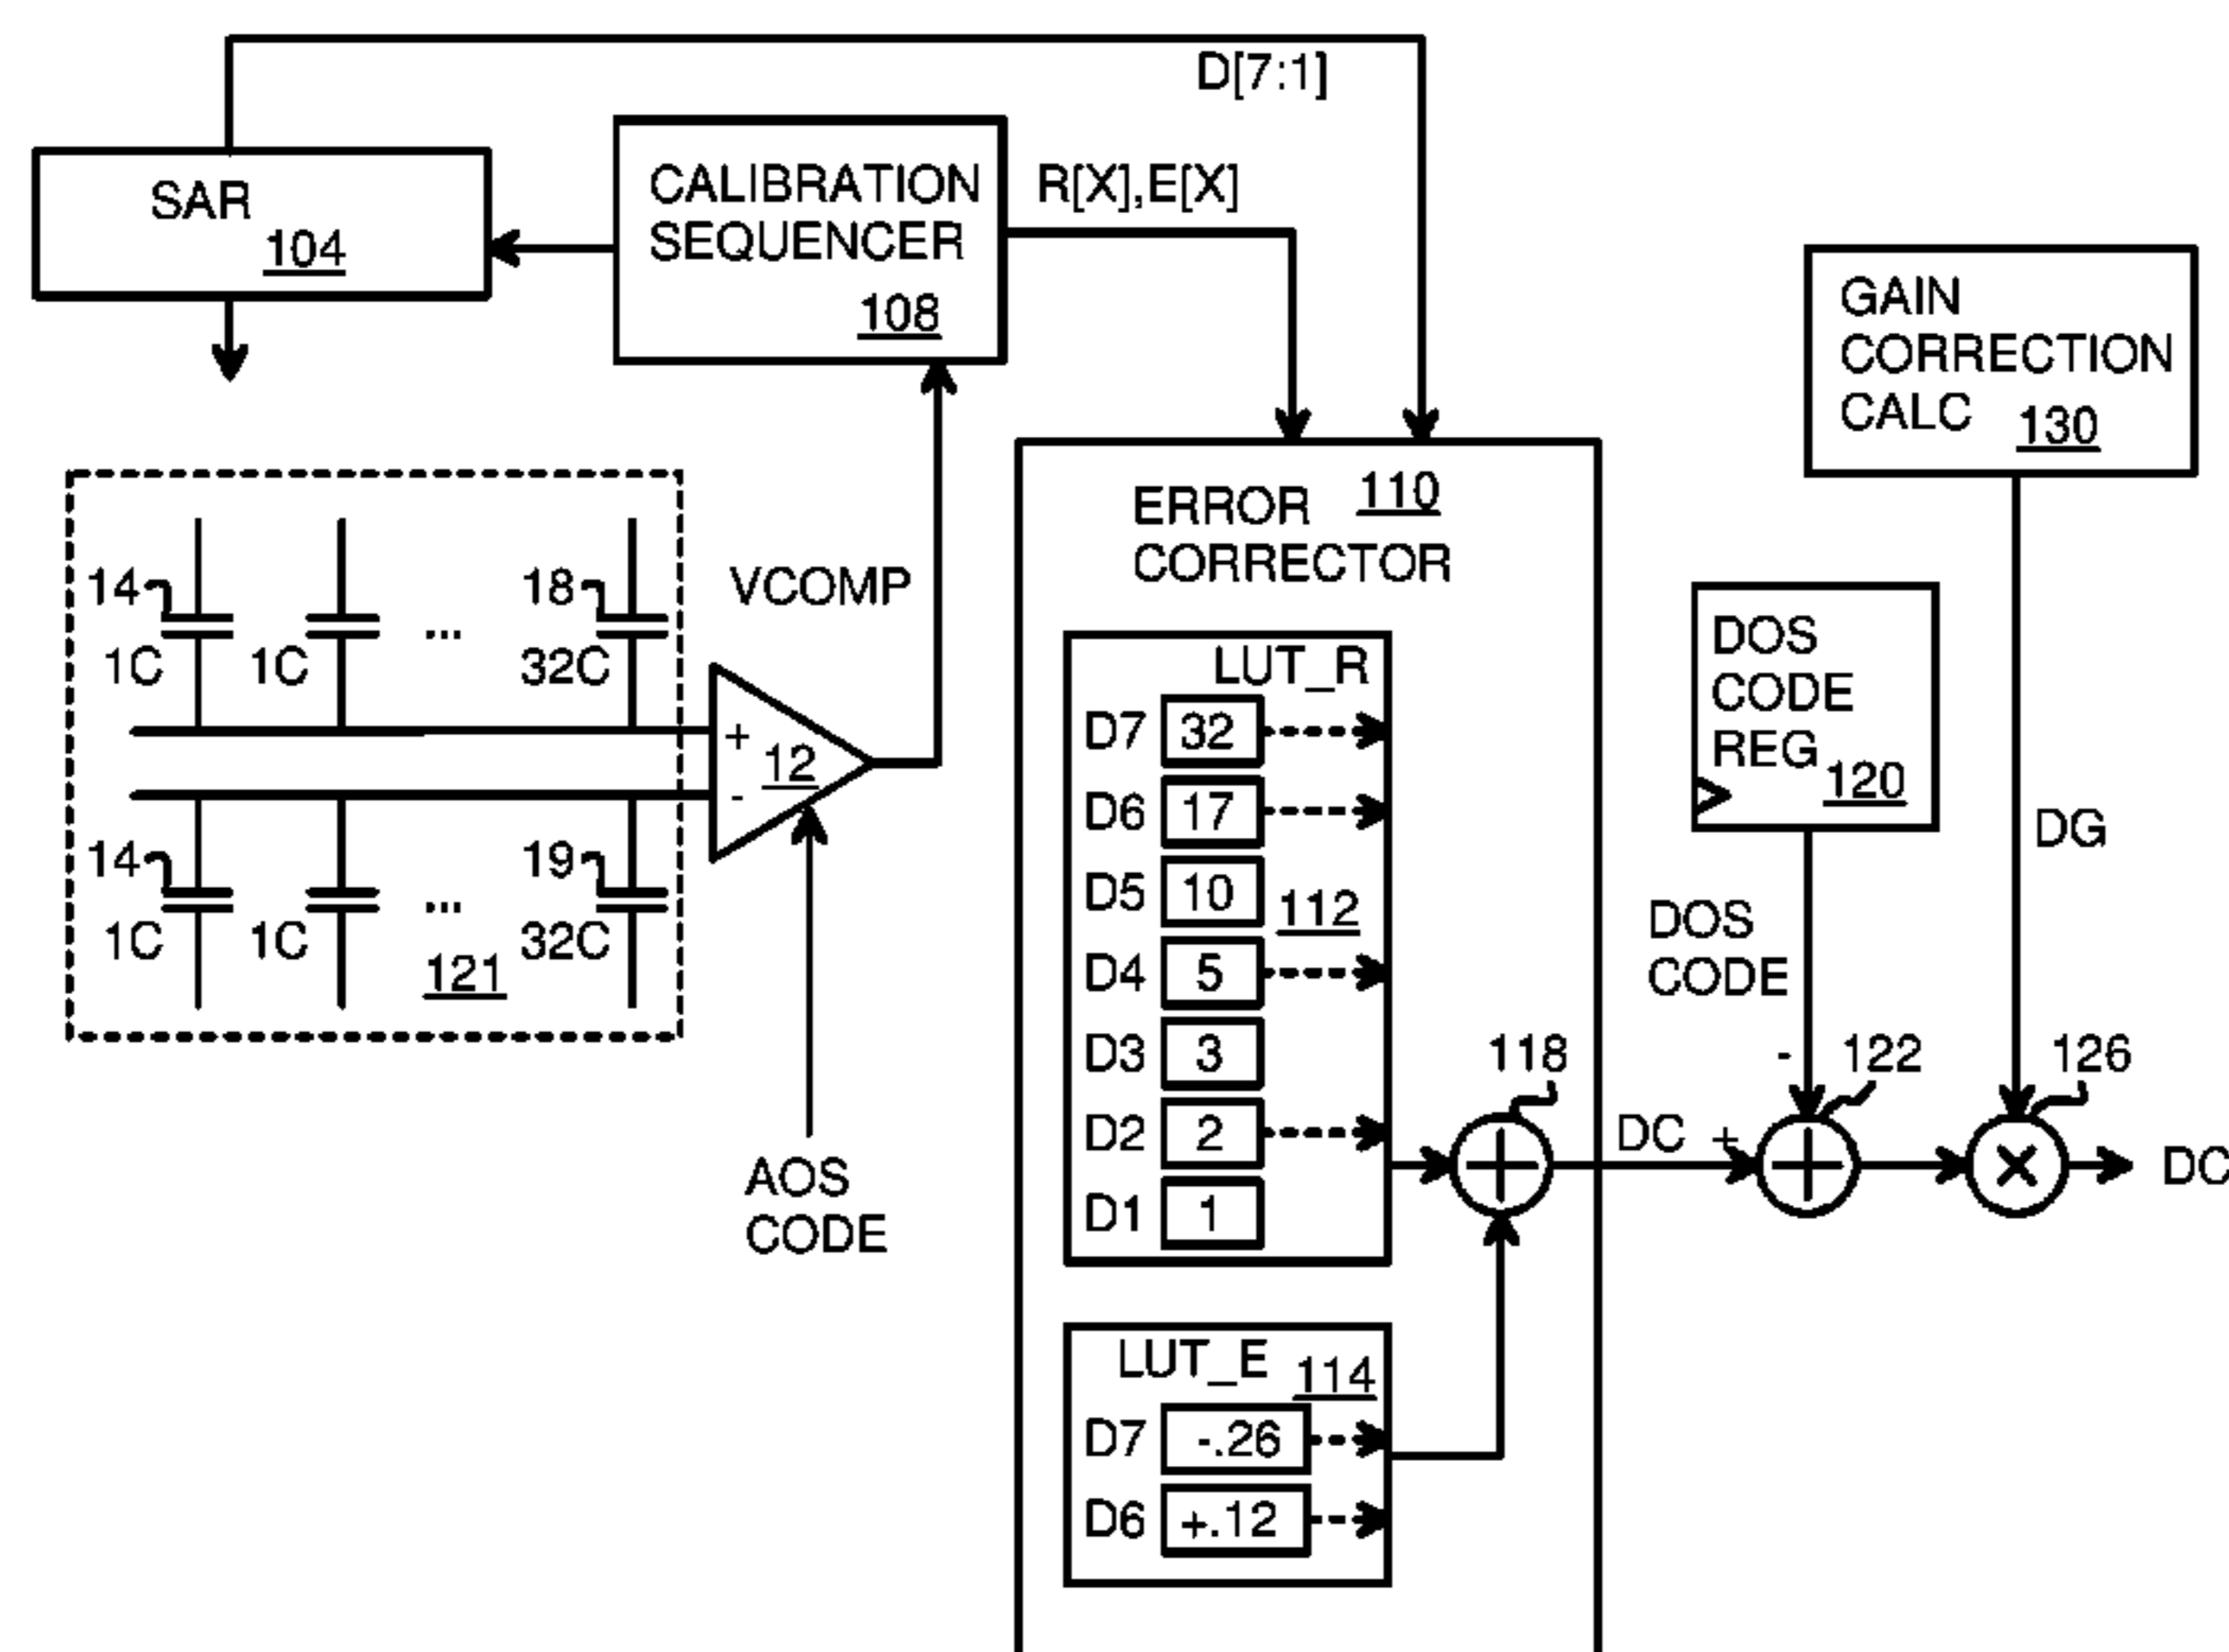 D[7:1]
SAR
104
CALIBRATION
SEQUENCER
108
R[X],E[X]
GAIN
CORRECTION
CALC 130
ERROR 110
CORRECTOR
14
1C
1C
...
18
32C
VCOMP
+
12
-
14
1C
1C
...
121
19
32C
AOS
CODE
LUT_R
D7 32
D6 17
D5 10
112
D4 5
D3 3
D2 2
D1 1
LUT_E 114
D7 -.26
D6 +.12
118
DOS
CODE
REG 120
DOS
CODE
DG
DC +
- 122
126
DC